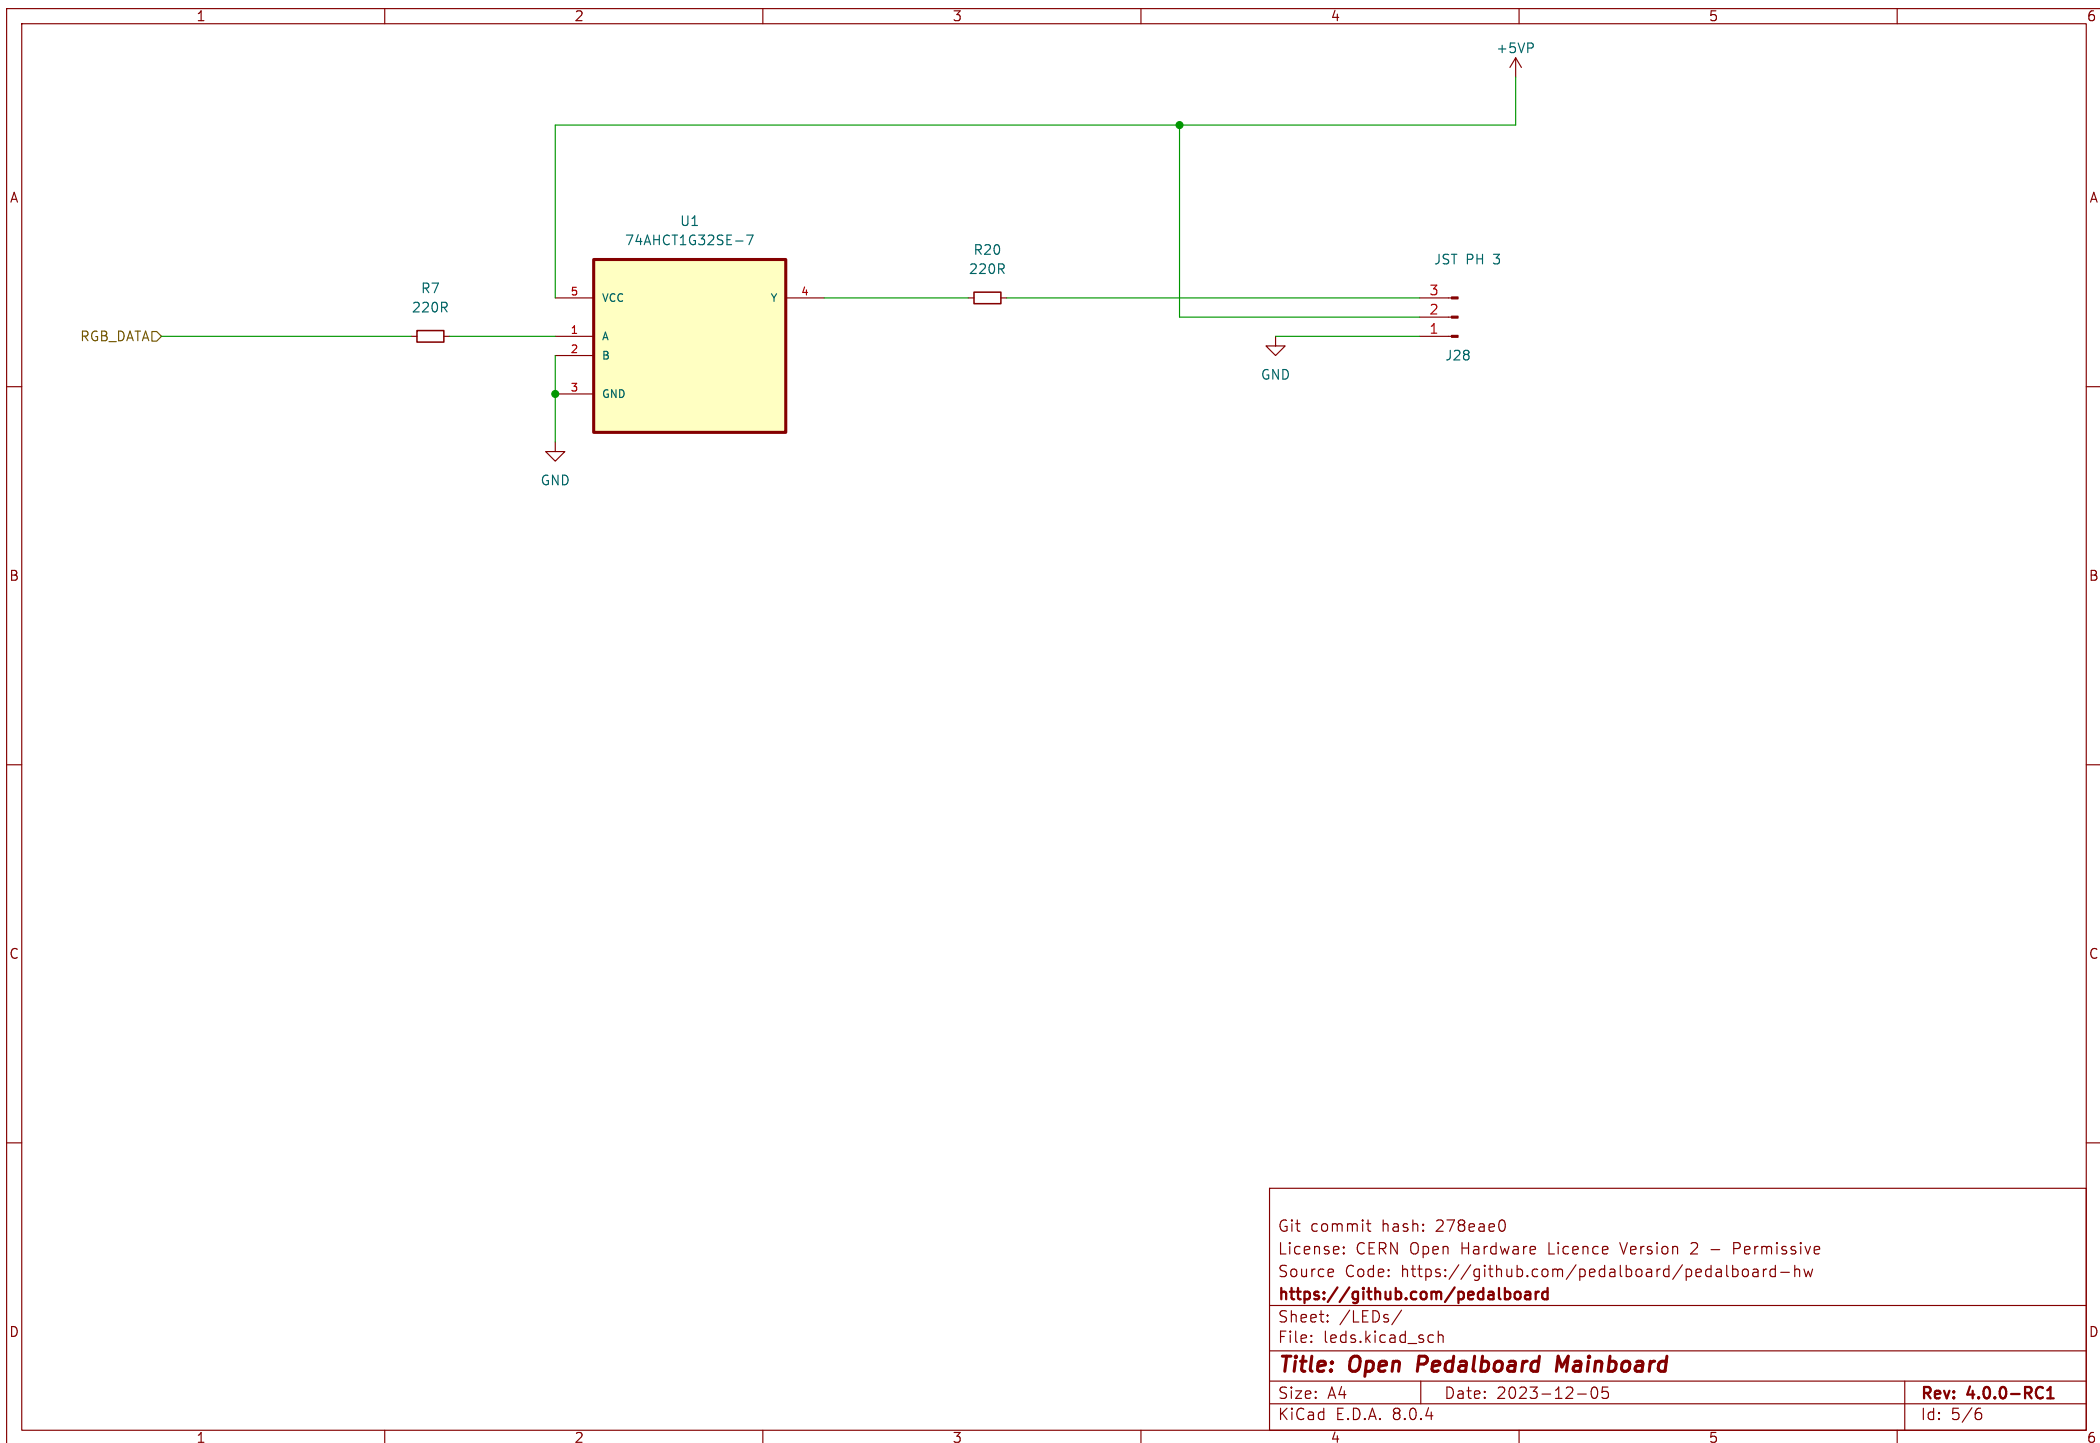 1 2 3 4 5 6
+5VP
A A
U1
74AHCT1G32SE-7
R20
220R
JST PH 3
R7
220R
5 VCC Y 4
3
2
RGB_DATA
1 A
1
2 B
J28
GND
3 GND
GND
B B
C C
Git commit hash: 278eae0
License: CERN Open Hardware Licence Version 2 - Permissive
Source Code: https://github.com/pedalboard/pedalboard-hw
https://github.com/pedalboard
Sheet: /LEDs/
D D
File: leds.kicad_sch
Title: Open Pedalboard Mainboard
Size: A4 Date: 2023-12-05 Rev: 4.0.0-RC1
KiCad E.D.A. 8.0.4 Id: 5/6
1 2 3 4 5 6